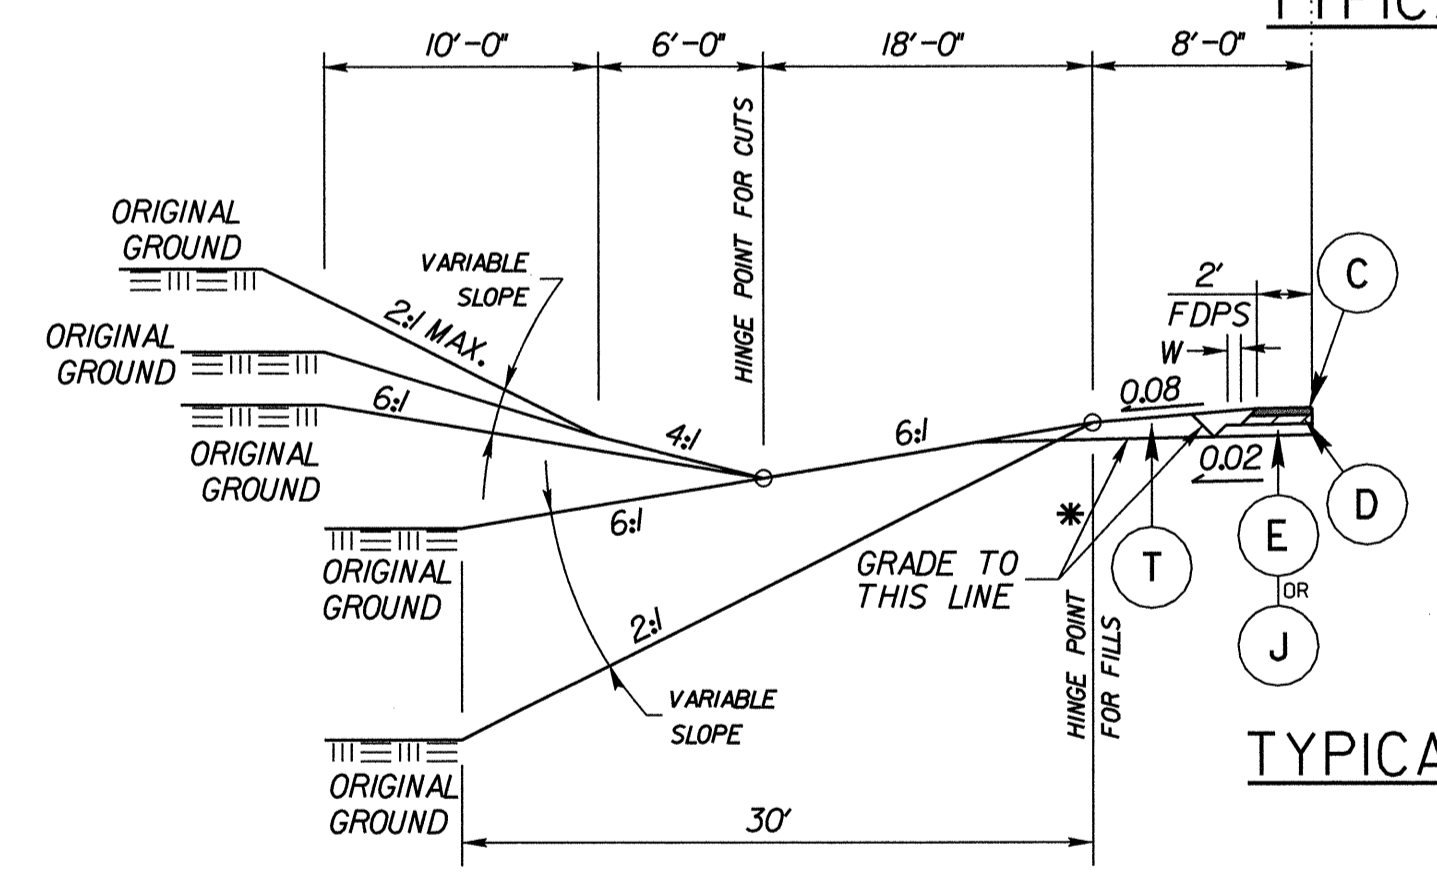 TYPIC
10'-0"
6'-0"
18'-0"
8'-0"
HINGE POINT FOR CUTS
ORIGINAL
GROUND
VARIABLE
SLOPE
2:1 MAX.
ORIGINAL
GROUND
6:1
ORIGINAL
GROUND
4:1
6:1
2'
FDPS
W
C
0.08
0.02
D
E
OR
J
T
*
GRADE TO
THIS LINE
6:1
ORIGINAL
GROUND
2:1
HINGE POINT
FOR FILLS
VARIABLE
SLOPE
ORIGINAL
GROUND
30'
TYPICA